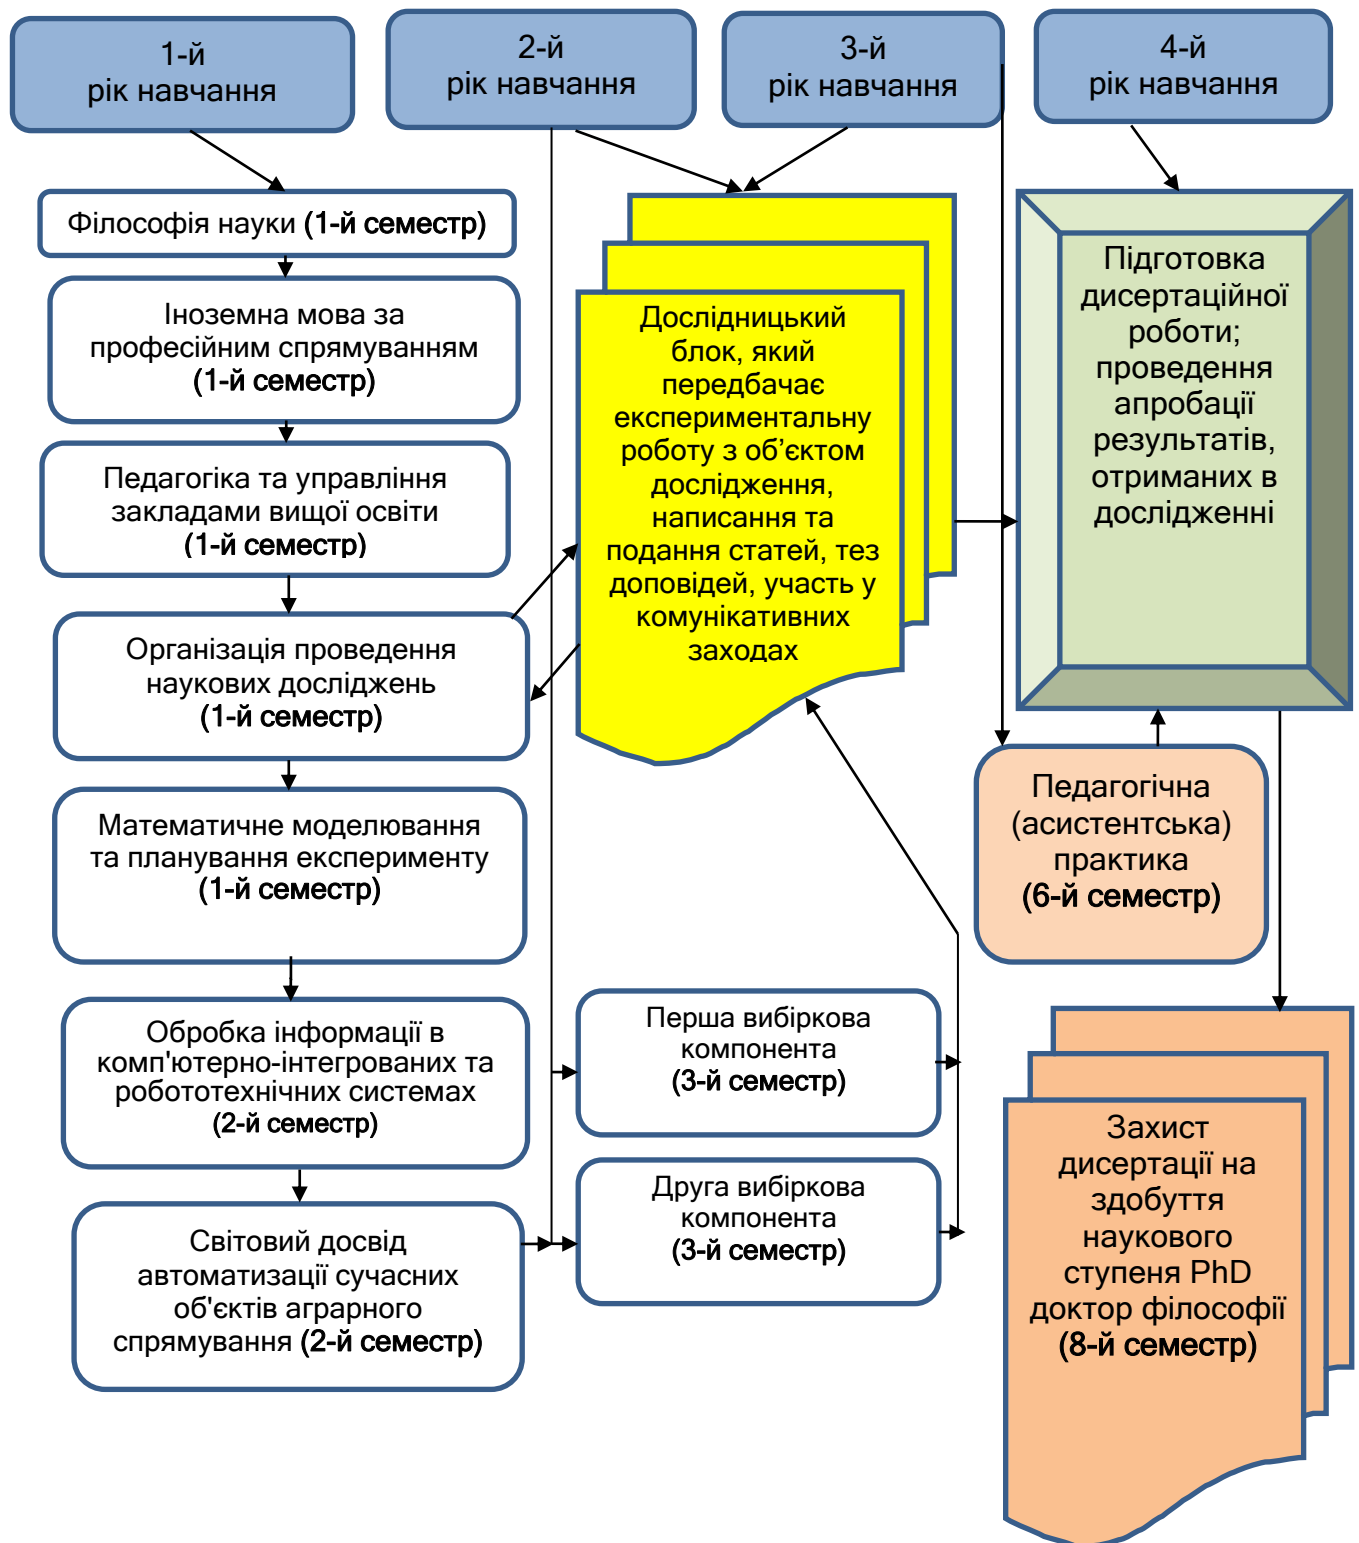 1-й
рік навчання
2-й
рік навчання
3-й
рік навчання
4-й
рік навчання
Філософія науки (1-й семестр)
Іноземна мова за
професійним спрямуванням
(1-й семестр)
Педагогіка та управління
закладами вищої освіти
(1-й семестр)
Організація проведення
наукових досліджень
(1-й семестр)
Математичне моделювання
та планування експерименту
(1-й семестр)
Обробка інформації в
комп'ютерно-інтегрованих та
робототехнічних системах
(2-й семестр)
Світовий досвід
автоматизації сучасних
об'єктів аграрного
спрямування (2-й семестр)
Дослідницький
блок, який
передбачає
експериментальну
роботу з об’єктом
дослідження,
написання та
подання статей, тез
доповідей, участь у
комунікативних
заходах
Перша вибіркова
компонента
(3-й семестр)
Друга вибіркова
компонента
(3-й семестр)
Підготовка
дисертаційної
роботи;
проведення
апробації
результатів,
отриманих в
дослідженні
Педагогічна
(асистентська)
практика
(6-й семестр)
Захист
дисертації на
здобуття
наукового
ступеня PhD
доктор філософії
(8-й семестр)